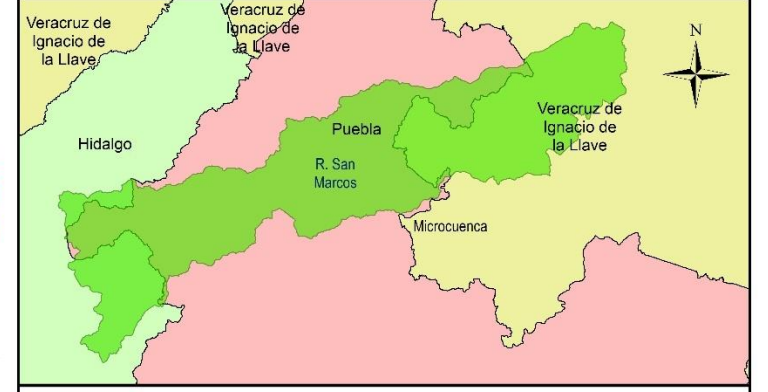 Veracruz de
Ignacio de
la Llave
Veracruz de
Ignacio de
la Llave
N
Veracruz de
Ignacio de
la Llave
Puebla
Hidalgo
R. San
Marcos
Microcuenca